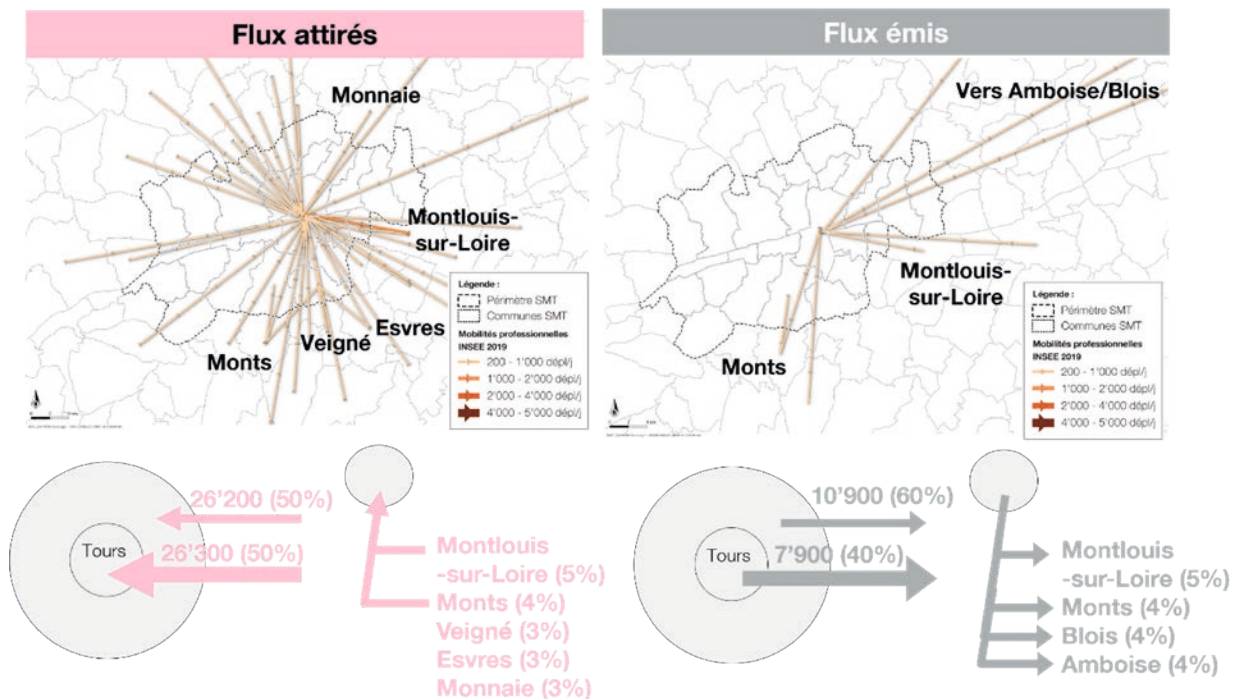 Flux attirés
Monnaie
Montlouis-
sur-Loire
Esvres
Veigné
Monts
Légende :
Périmètre SMT
Communes SMT
Mobilités professionnelles
INSEE 2019
200 - 1'000 dépl/j
1'000 - 2'000 dépl/j
2'000 - 4'000 dépl/j
4'000 - 5'000 dépl/j
Flux émis
Vers Amboise/Blois
Montlouis-
sur-Loire
Monts
Légende :
Périmètre SMT
Communes SMT
Mobilités professionnelles
INSEE 2019
200 - 1'000 dépl/j
1'000 - 2'000 dépl/j
2'000 - 4'000 dépl/j
4'000 - 5'000 dépl/j
26'200 (50%)
Tours
26'300 (50%)
Montlouis
-sur-Loire (5%)
Monts (4%)
Veigné (3%)
Esvres (3%)
Monnaie (3%)
10'900 (60%)
Tours
7'900 (40%)
Montlouis
-sur-Loire (5%)
Monts (4%)
Blois (4%)
Amboise (4%)